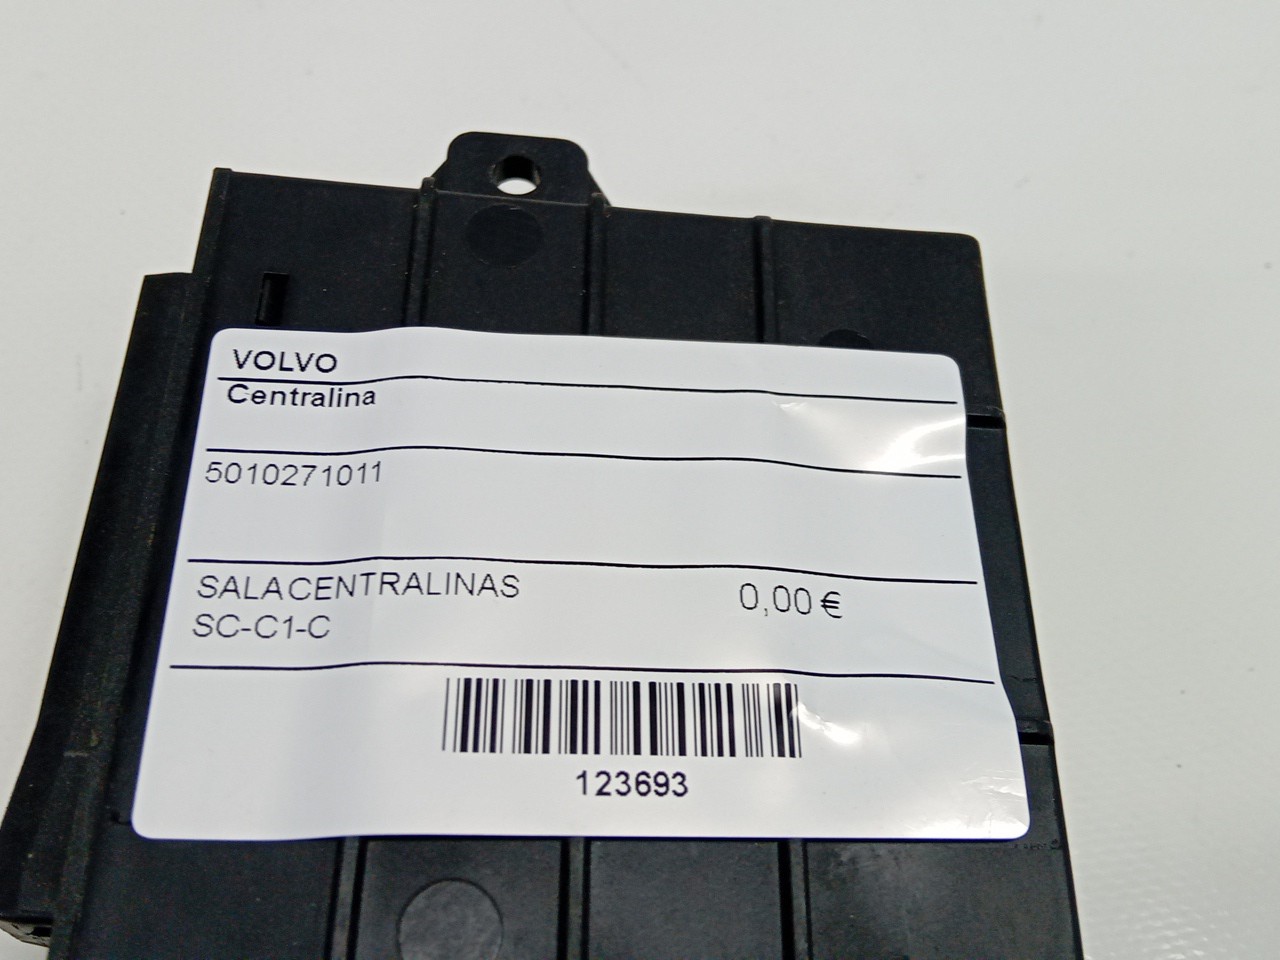 VOLVO
Centralina
5010271011
SALACENTRALINAS
0,00 €
SC-C1-C
123693